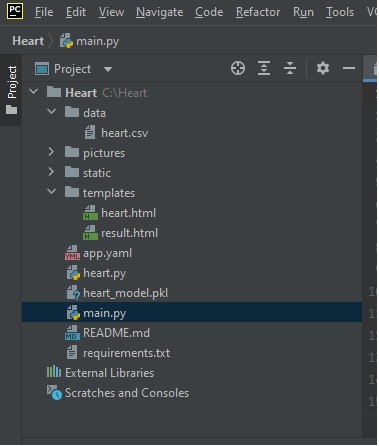 PC File Edit View Navigate Code Refactor Run Tools VC
Heart main.py
Project
Project
Heart C:\Heart
data
heart.csv
pictures
static
templates
heart.html
result.html
app.yaml
heart.py
heart_model.pkl
main.py
README.md
requirements.txt
External Libraries
Scratches and Consoles